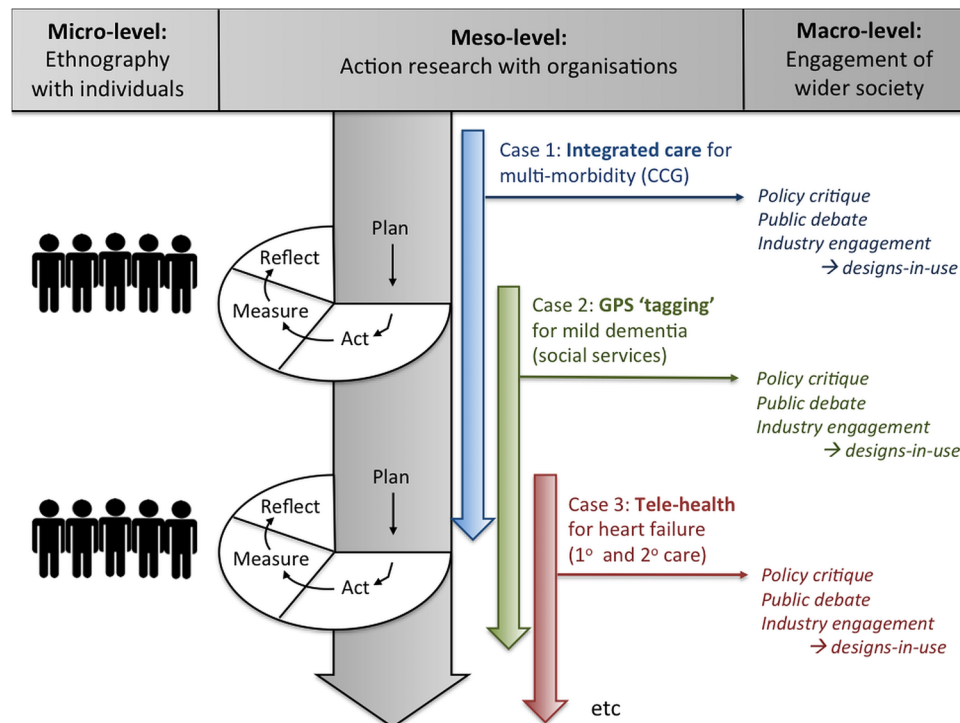 Micro-level:
Ethnography
with individuals
Meso-level:
Action research with organisations
Macro-level:
Engagement of
wider society
Case 1: Integrated care for
multi-morbidity (CCG)
Policy critique
Public debate
Industry engagement
→ designs-in-use
Plan
Reflect
Measure
Act
Case 2: GPS ‘tagging’
for mild dementia
(social services)
Policy critique
Public debate
Industry engagement
→ designs-in-use
Plan
Reflect
Measure
Act
Case 3: Tele-health
for heart failure
(1º and 2º care)
Policy critique
Public debate
Industry engagement
→ designs-in-use
etc